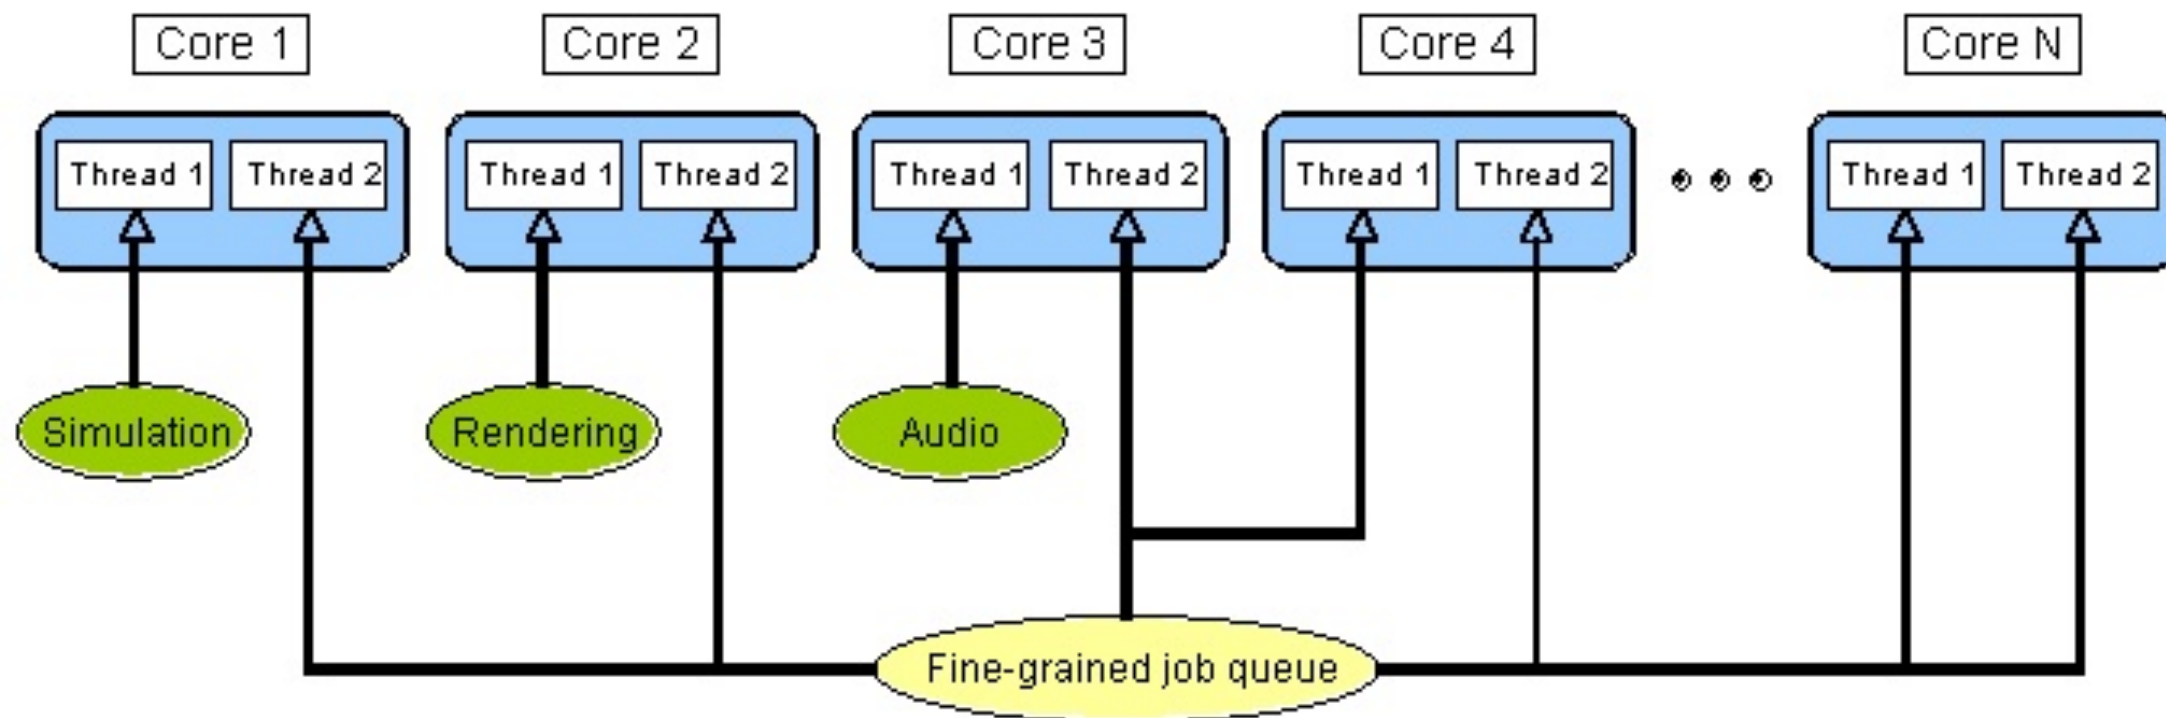 Core 1
Core 2
Core 3
Core 4
Core N
Thread 1
Thread 2
Thread 1
Thread 2
Thread 1
Thread 2
Thread 1
Thread 2
Thread 1
Thread 2
Simulation
Rendering
Audio
Fine-grained job queue